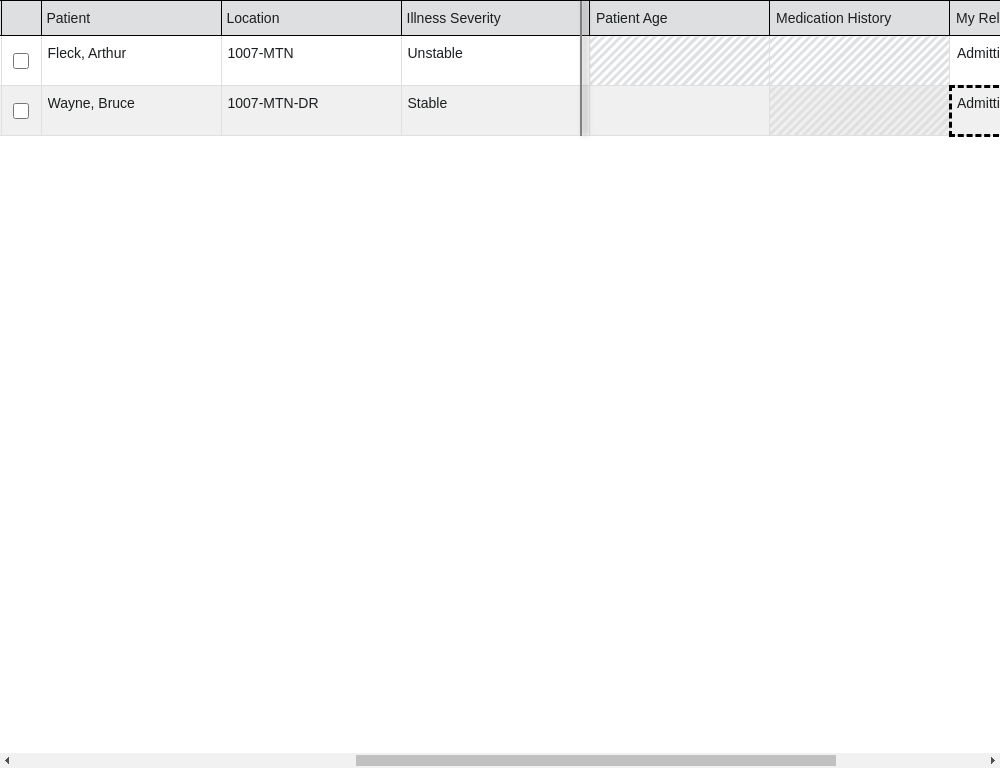 Patient Location Illness Severity Patient Age Medication History My Rel
Fleck, Arthur 1007-MTN Unstable Admitti
Wayne, Bruce 1007-MTN-DR Stable Admitti